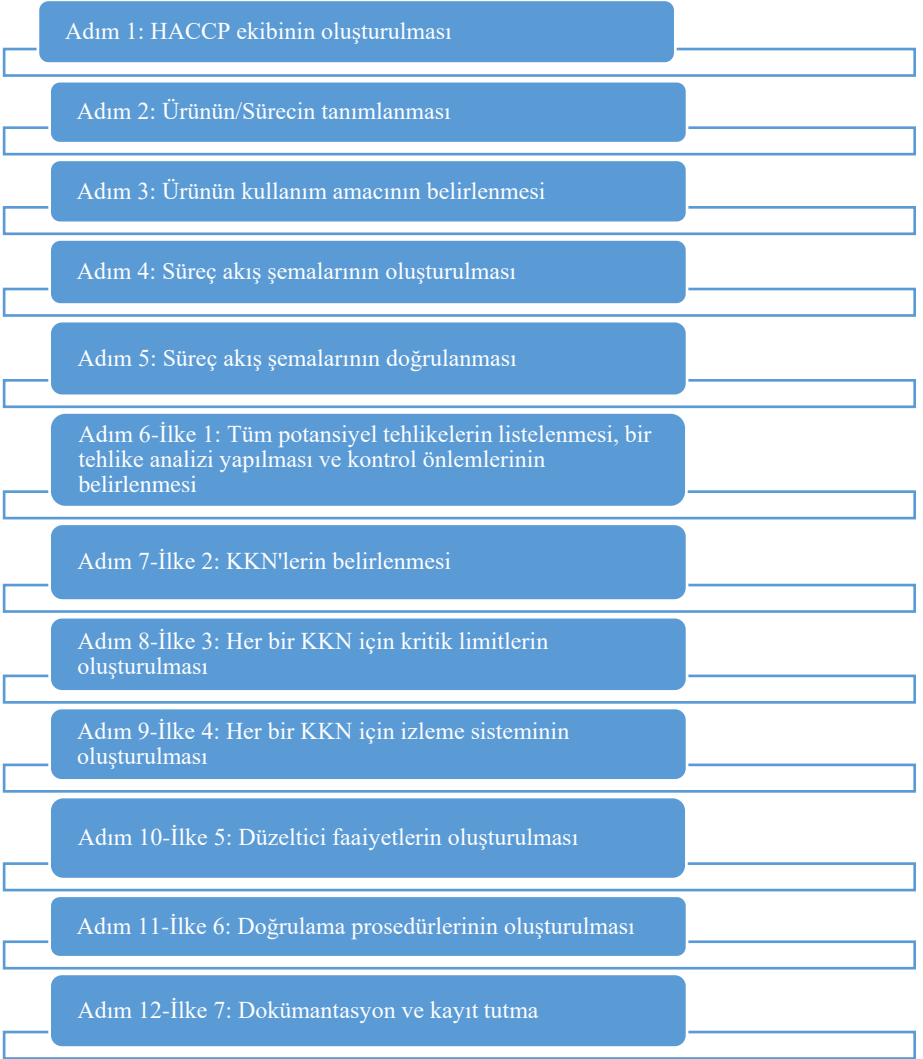 Adım 1: HACCP ekibinin oluşturulması
Adım 2: Ürünün/Sürecin tanımlanması
Adım 3: Ürünün kullanım amacının belirlenmesi
Adım 4: Süreç akış şemalarının oluşturulması
Adım 5: Süreç akış şemalarının doğrulanması
Adım 6-İlke 1: Tüm potansiyel tehlikelerin listelenmesi, bir
tehlike analizi yapılması ve kontrol önlemlerinin
belirlenmesi
Adım 7-İlke 2: KKN'lerin belirlenmesi
Adım 8-İlke 3: Her bir KKN için kritik limitlerin
oluşturulması
Adım 9-İlke 4: Her bir KKN için izleme sisteminin
oluşturulması
Adım 10-İlke 5: Düzeltici faaiyetlerin oluşturulması
Adım 11-İlke 6: Doğrulama prosedürlerinin oluşturulması
Adım 12-İlke 7: Dokümantasyon ve kayıt tutma